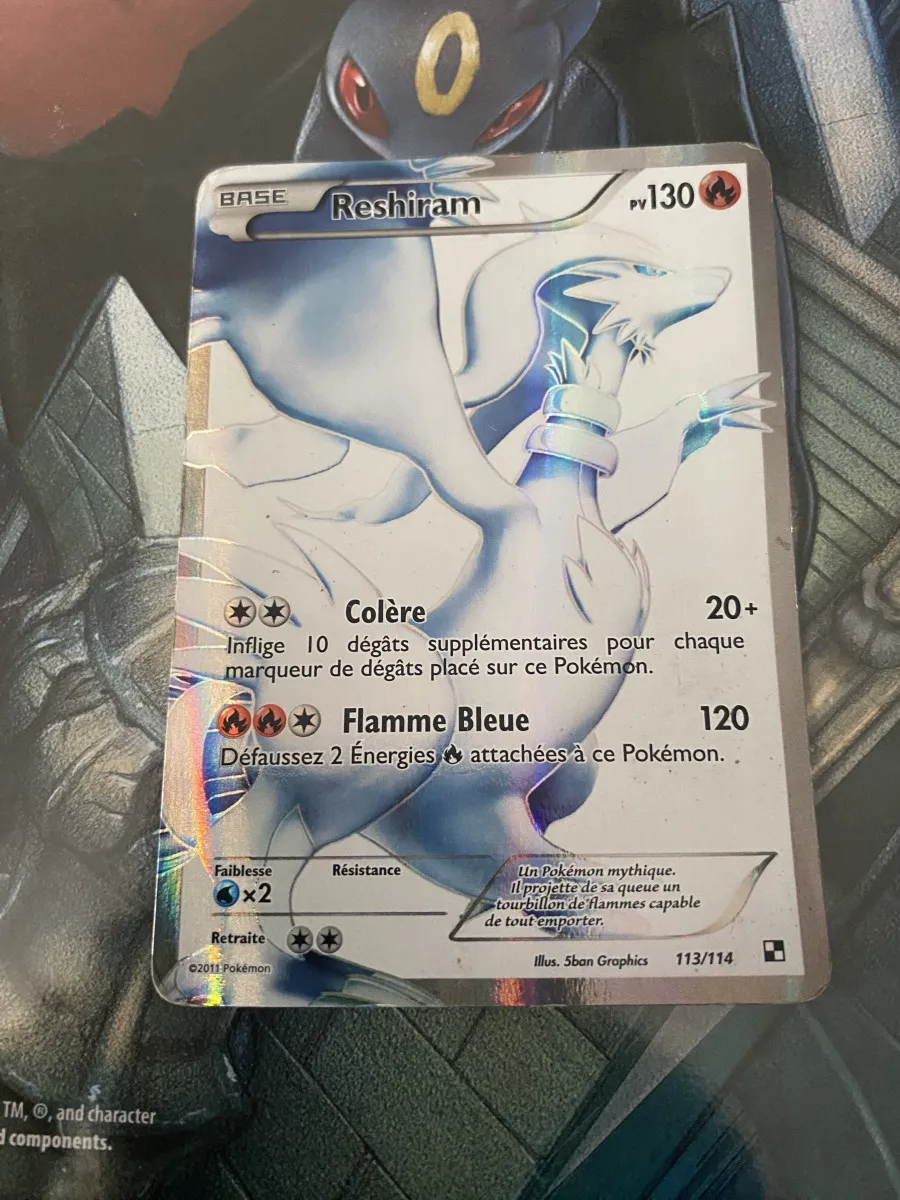 BASE Reshiram PV130
Colère 20+
Inflige 10 dégâts supplémentaires pour chaque
marqueur de dégâts placé sur ce Pokémon.
Flamme Bleue 120
Défaussez 2 Énergies attachées à ce Pokémon.
Faiblesse Résistance
×2
Un Pokémon mythique.
Il projette de sa queue un
tourbillon de flammes capable
de tout emporter.
Retraite
Illus. 5ban Graphics 113/114
©2011 Pokémon
TM, ®, and character
components.